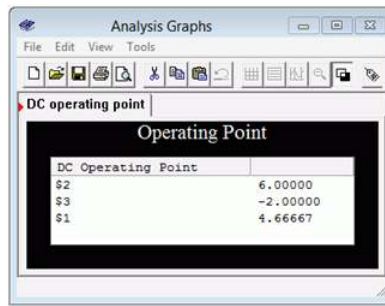 Analysis Graphs
File Edit View Tools
DC operating point
Operating Point
DC Operating Point
$2 6.00000
$3 -2.00000
$1 4.66667